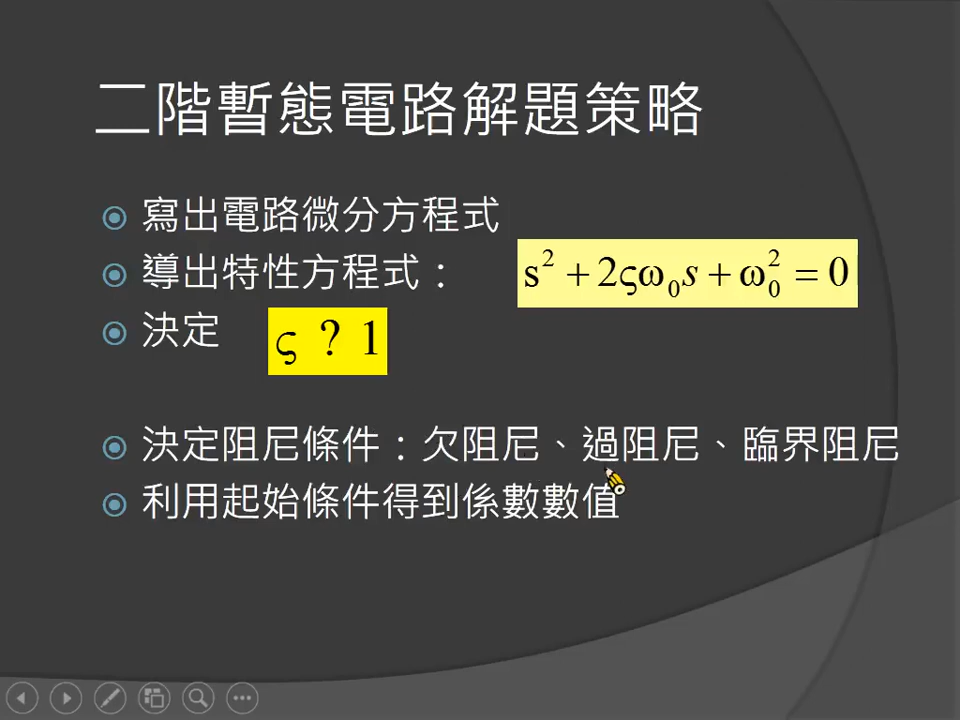 二階暫態電路解題策略
寫出電路微分方程式
導出特性方程式：
s² + 2ςω₀s + ω₀² = 0
決定
ς ? 1
決定阻尼條件：欠阻尼、過阻尼、臨界阻尼
利用起始條件得到係數數值